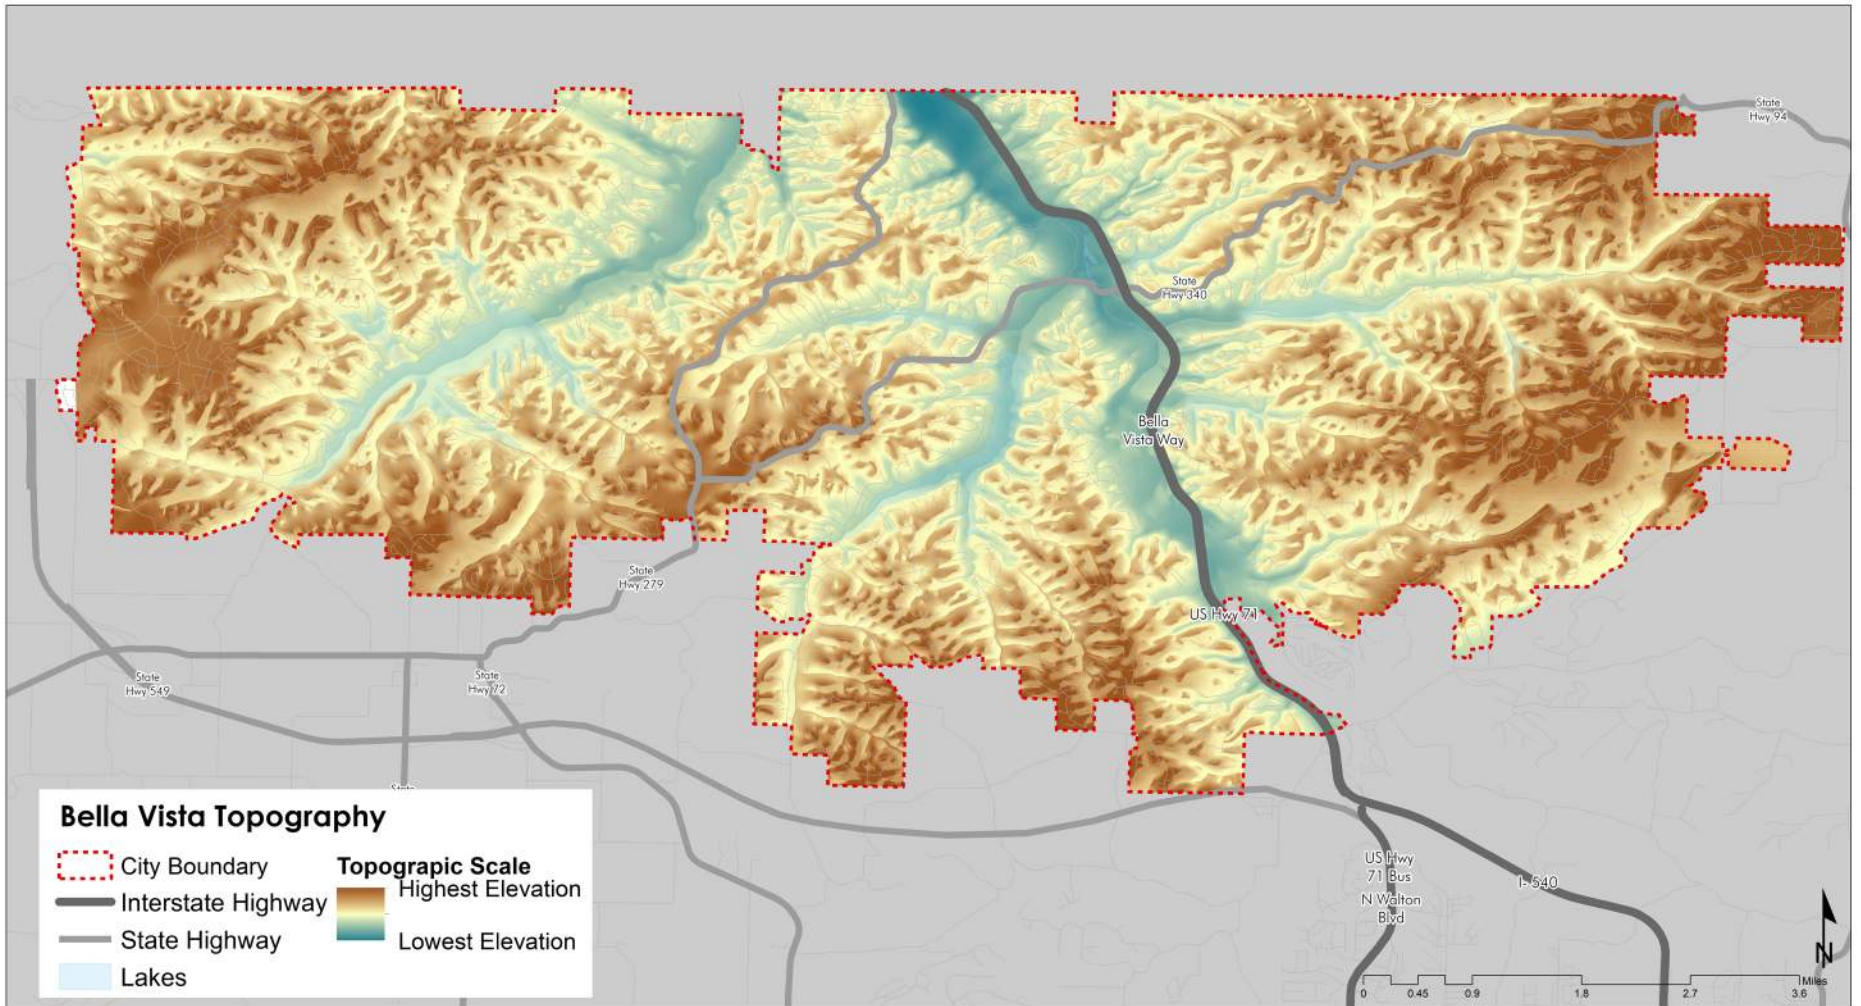 State
Hwy 94
State
Hwy 340
Bella
Vista Way
State
Hwy 279
US Hwy 71
State
Hwy 549
State
Hwy 72
State
Bella Vista Topography
City Boundary
Interstate Highway
State Highway
Lakes
Topograpic Scale
Highest Elevation
Lowest Elevation
US Hwy
71 Bus
N Walton
Blvd
I- 540
N
Miles
0 0.45 0.9 1.8 2.7 3.6